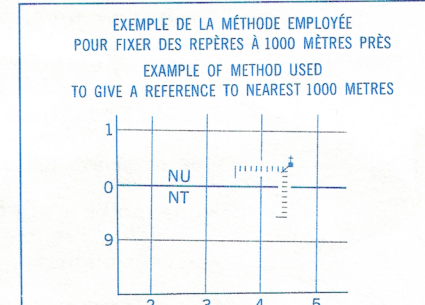 EXEMPLE DE LA MÉTHODE EMPLOYÉE
POUR FIXER DES REPÈRES À 1000 MÈTRES PRÈS
EXAMPLE OF METHOD USED
TO GIVE A REFERENCE TO NEAREST 1000 METRES
1
NU
0
NT
9
2 3 4 5